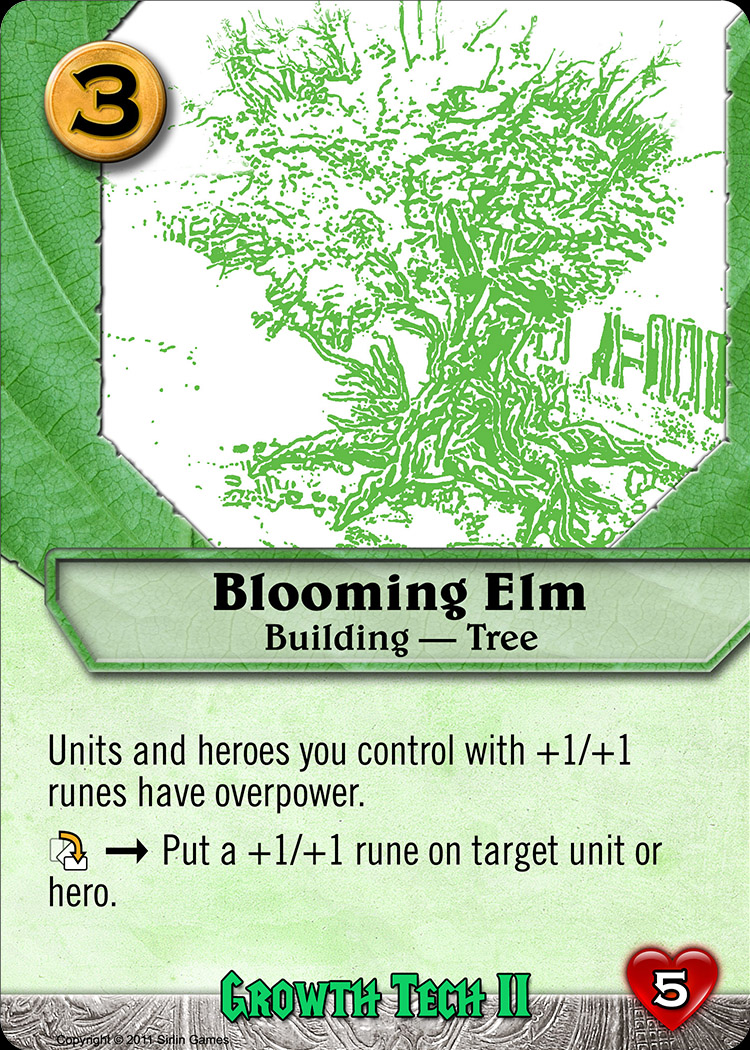 3
Blooming Elm
Building — Tree
Units and heroes you control with +1/+1
runes have overpower.
→ Put a +1/+1 rune on target unit or
hero.
Growth Tech II
5
Copyright © 2011 Sirlin Games